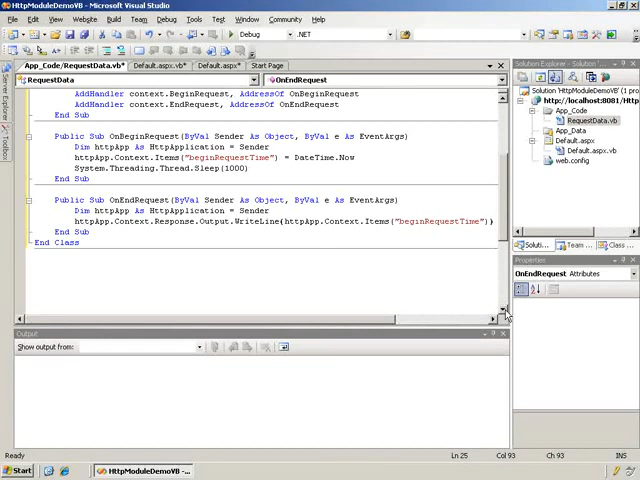 HttpModuleDemoVB - Microsoft Visual Studio
File Edit View Website Build Team Debug Tools Test Window Community Help
Debug .NET
App_Code/RequestData.vb* Default.aspx.vb* Default.aspx* Start Page
RequestData OnEndRequest
AddHandler context.BeginRequest, AddressOf OnBeginRequest
AddHandler context.EndRequest, AddressOf OnEndRequest
End Sub
Public Sub OnBeginRequest(ByVal Sender As Object, ByVal e As EventArgs)
Dim httpApp As HttpApplication = Sender
httpApp.Context.Items("beginRequestTime") = DateTime.Now
System.Threading.Thread.Sleep(1000)
End Sub
Public Sub OnEndRequest(ByVal Sender As Object, ByVal e As EventArgs)
Dim httpApp As HttpApplication = Sender
httpApp.Context.Response.Output.WriteLine(httpApp.Context.Items("beginRequestTime"))
End Sub
End Class
Server Explorer
Toolbox
Solution Explorer
Solution 'HttpModuleDemoVB' (1 pro
http://localhost:8081/Http
App_Code
RequestData.vb
App_Data
Default.aspx
Default.aspx.vb
web.config
Soluti... Team ... Class ...
Properties
OnEndRequest Attributes
Output
Show output from:
Ready Ln 25 Col 93 Ch 93 INS
Start HttpModuleDemoVB -...